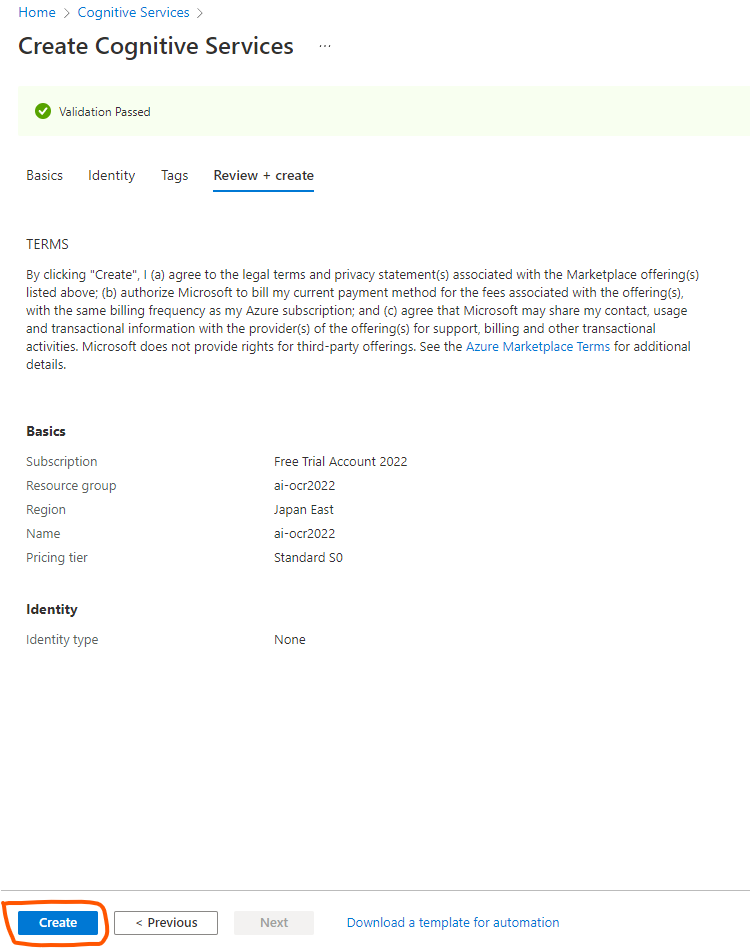 Home > Cognitive Services >
Create Cognitive Services ...
Validation Passed
Basics Identity Tags Review + create
TERMS
By clicking "Create", I (a) agree to the legal terms and privacy statement(s) associated with the Marketplace offering(s)
listed above; (b) authorize Microsoft to bill my current payment method for the fees associated with the offering(s),
with the same billing frequency as my Azure subscription; and (c) agree that Microsoft may share my contact, usage
and transactional information with the provider(s) of the offering(s) for support, billing and other transactional
activities. Microsoft does not provide rights for third-party offerings. See the Azure Marketplace Terms for additional
details.
Basics
Subscription Free Trial Account 2022
Resource group ai-ocr2022
Region Japan East
Name ai-ocr2022
Pricing tier Standard S0
Identity
Identity type None
Create < Previous Next Download a template for automation